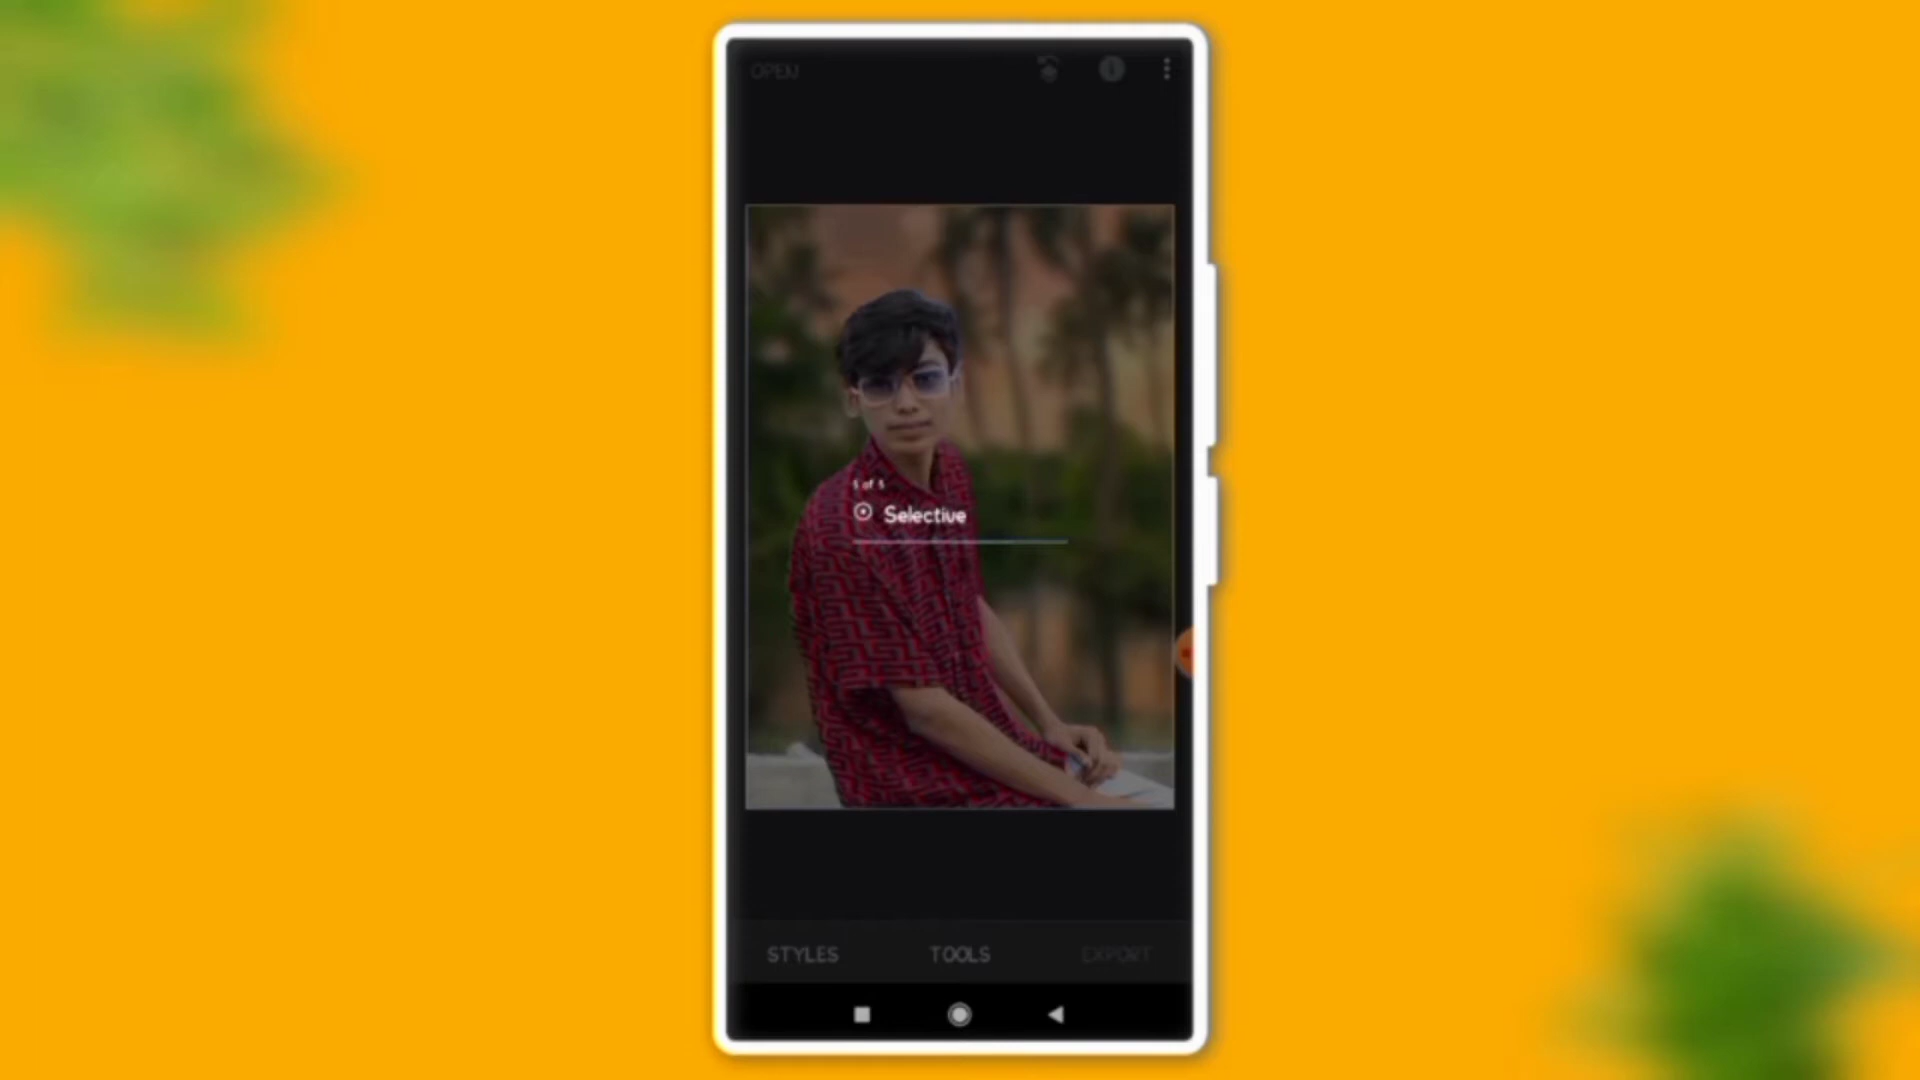 OPEN
5 of 5
Selective
STYLES
TOOLS
EXPORT